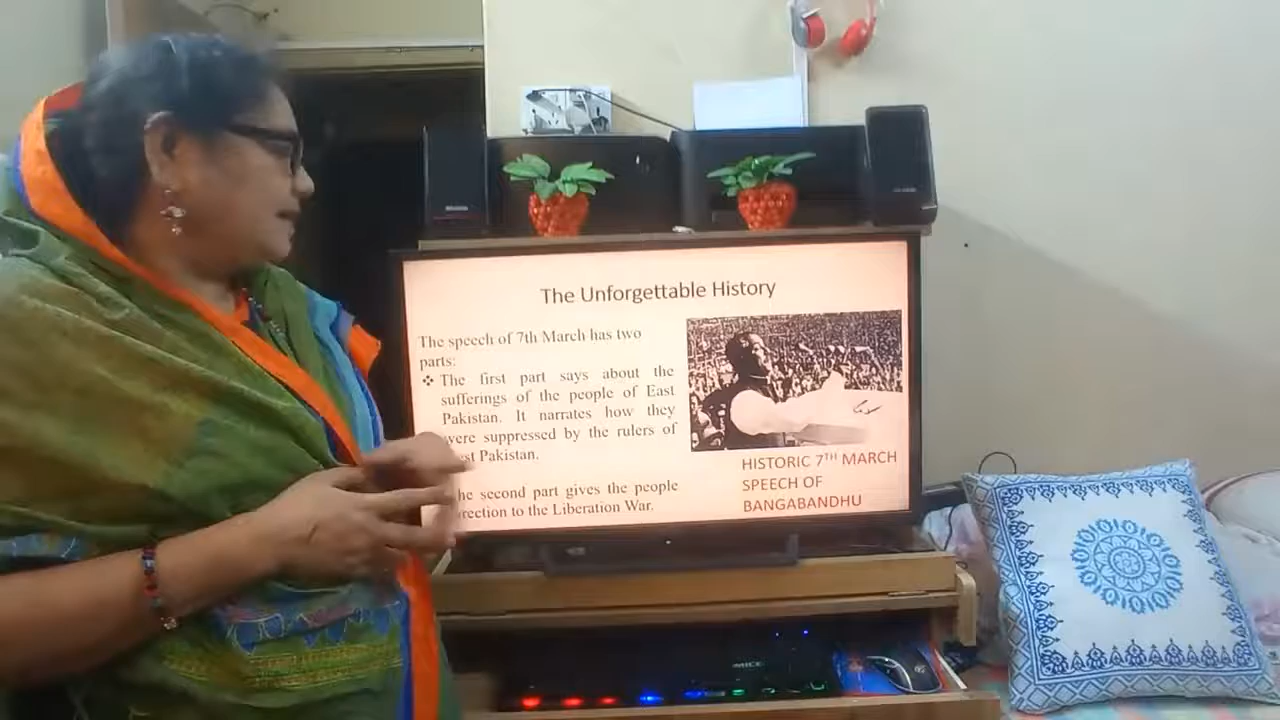 The Unforgettable History
The speech of 7th March has two
parts:
❖ The first part says about the
sufferings of the people of East
Pakistan. It narrates how they
were suppressed by the rulers of
Pakistan.
second part gives the people
to the Liberation War.
HISTORIC 7TH MARCH
SPEECH OF
BANGABANDHU